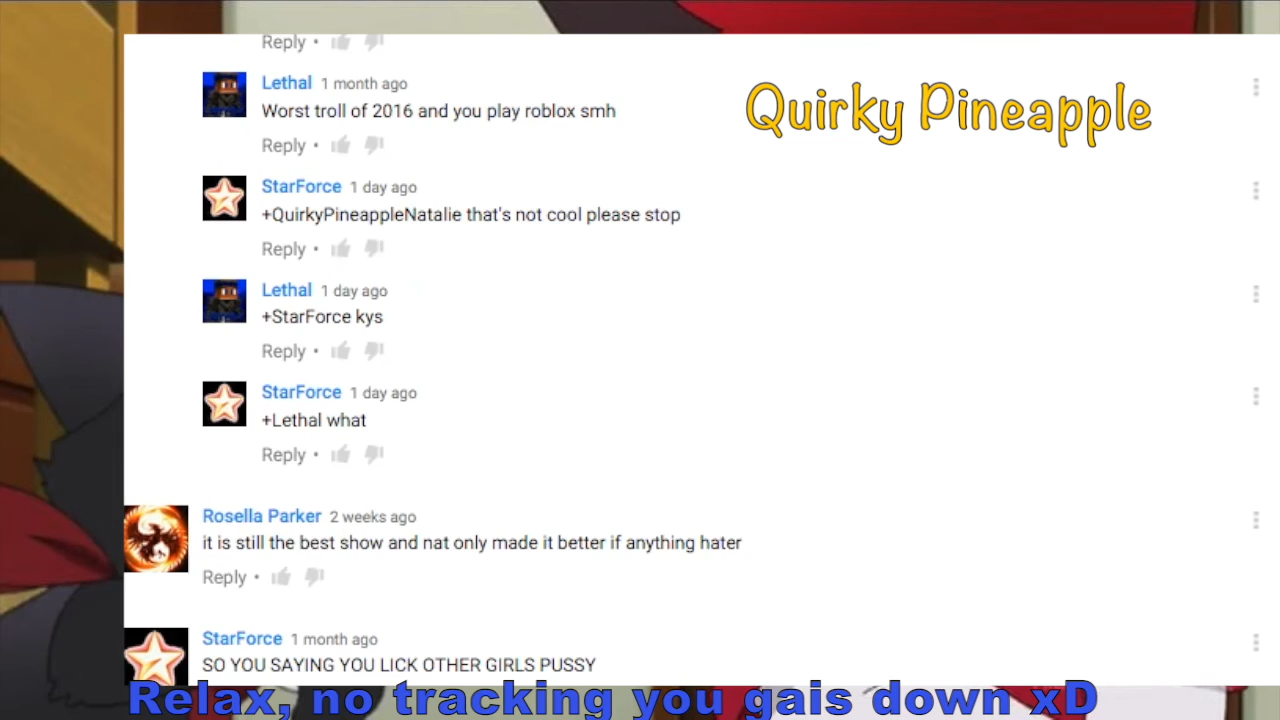 Reply •
Lethal 1 month ago
Worst troll of 2016 and you play roblox smh
Quirky Pineapple
Reply •
StarForce 1 day ago
+QuirkyPineappleNatalie that's not cool please stop
Reply •
Lethal 1 day ago
+StarForce kys
Reply •
StarForce 1 day ago
+Lethal what
Reply •
Rosella Parker 2 weeks ago
it is still the best show and nat only made it better if anything hater
Reply •
StarForce 1 month ago
SO YOU SAYING YOU LICK OTHER GIRLS PUSSY
Relax, no tracking you gais down xD